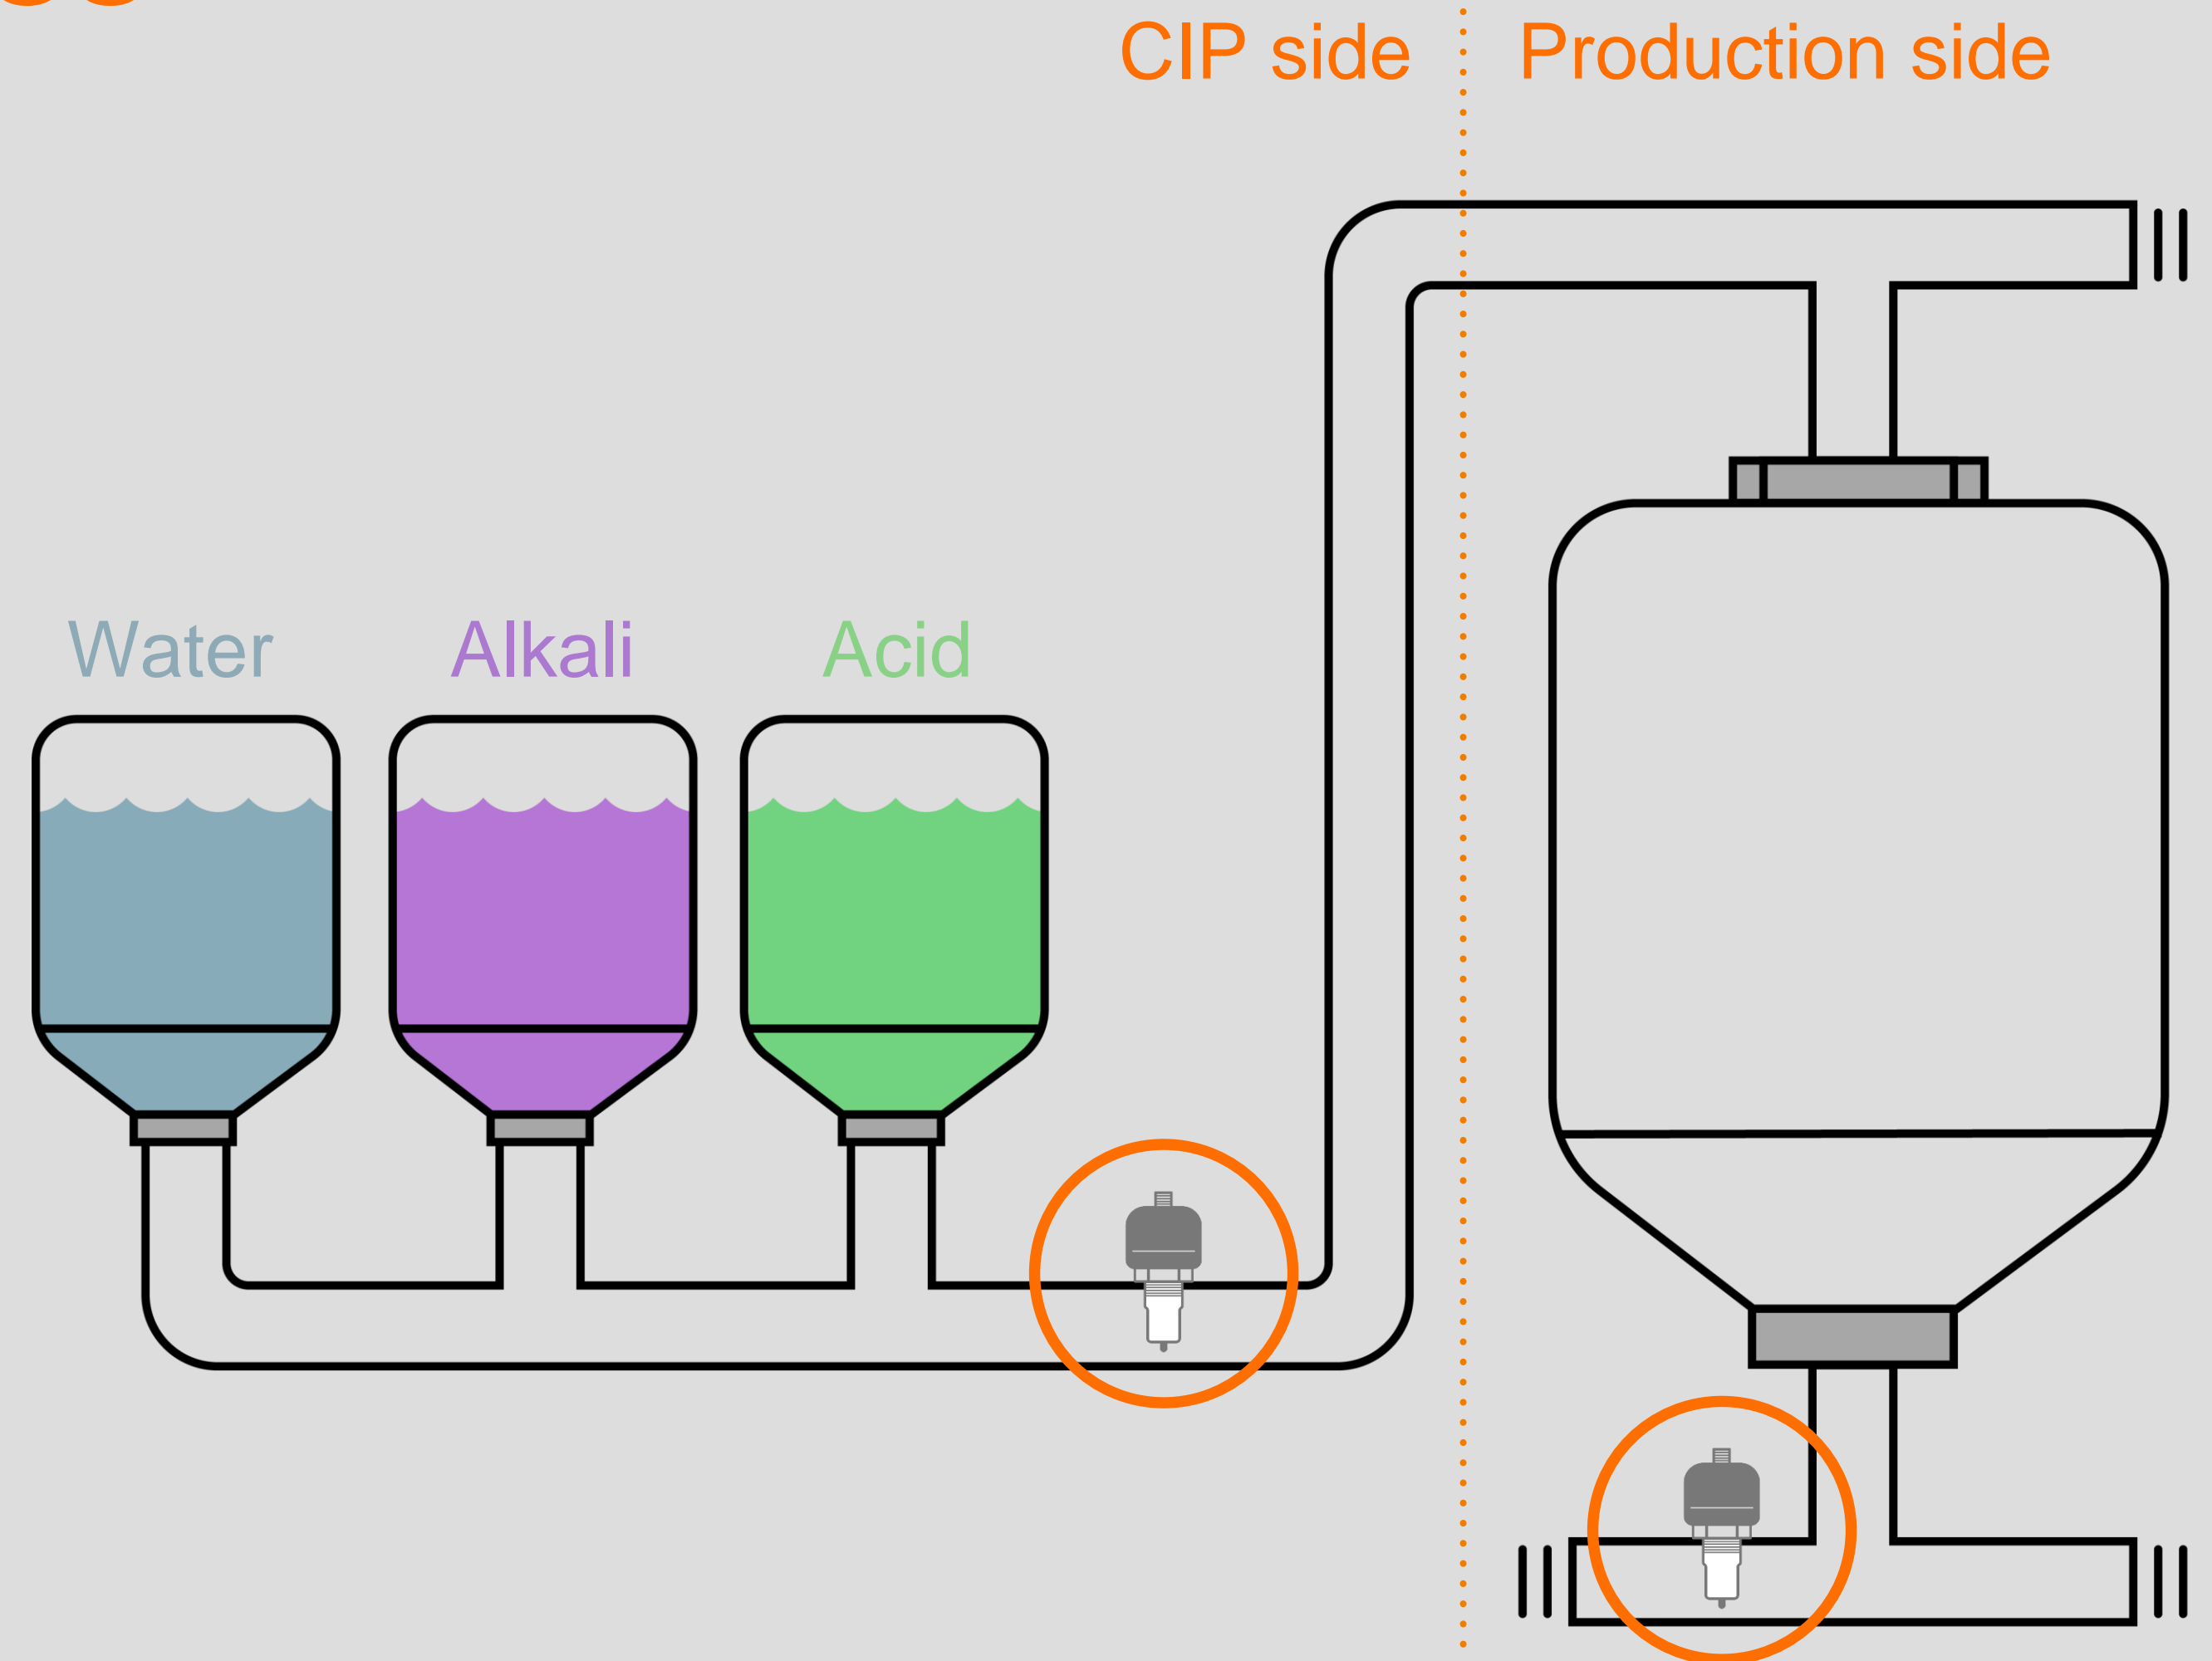 CIP side
Production side
Water
Alkali
Acid